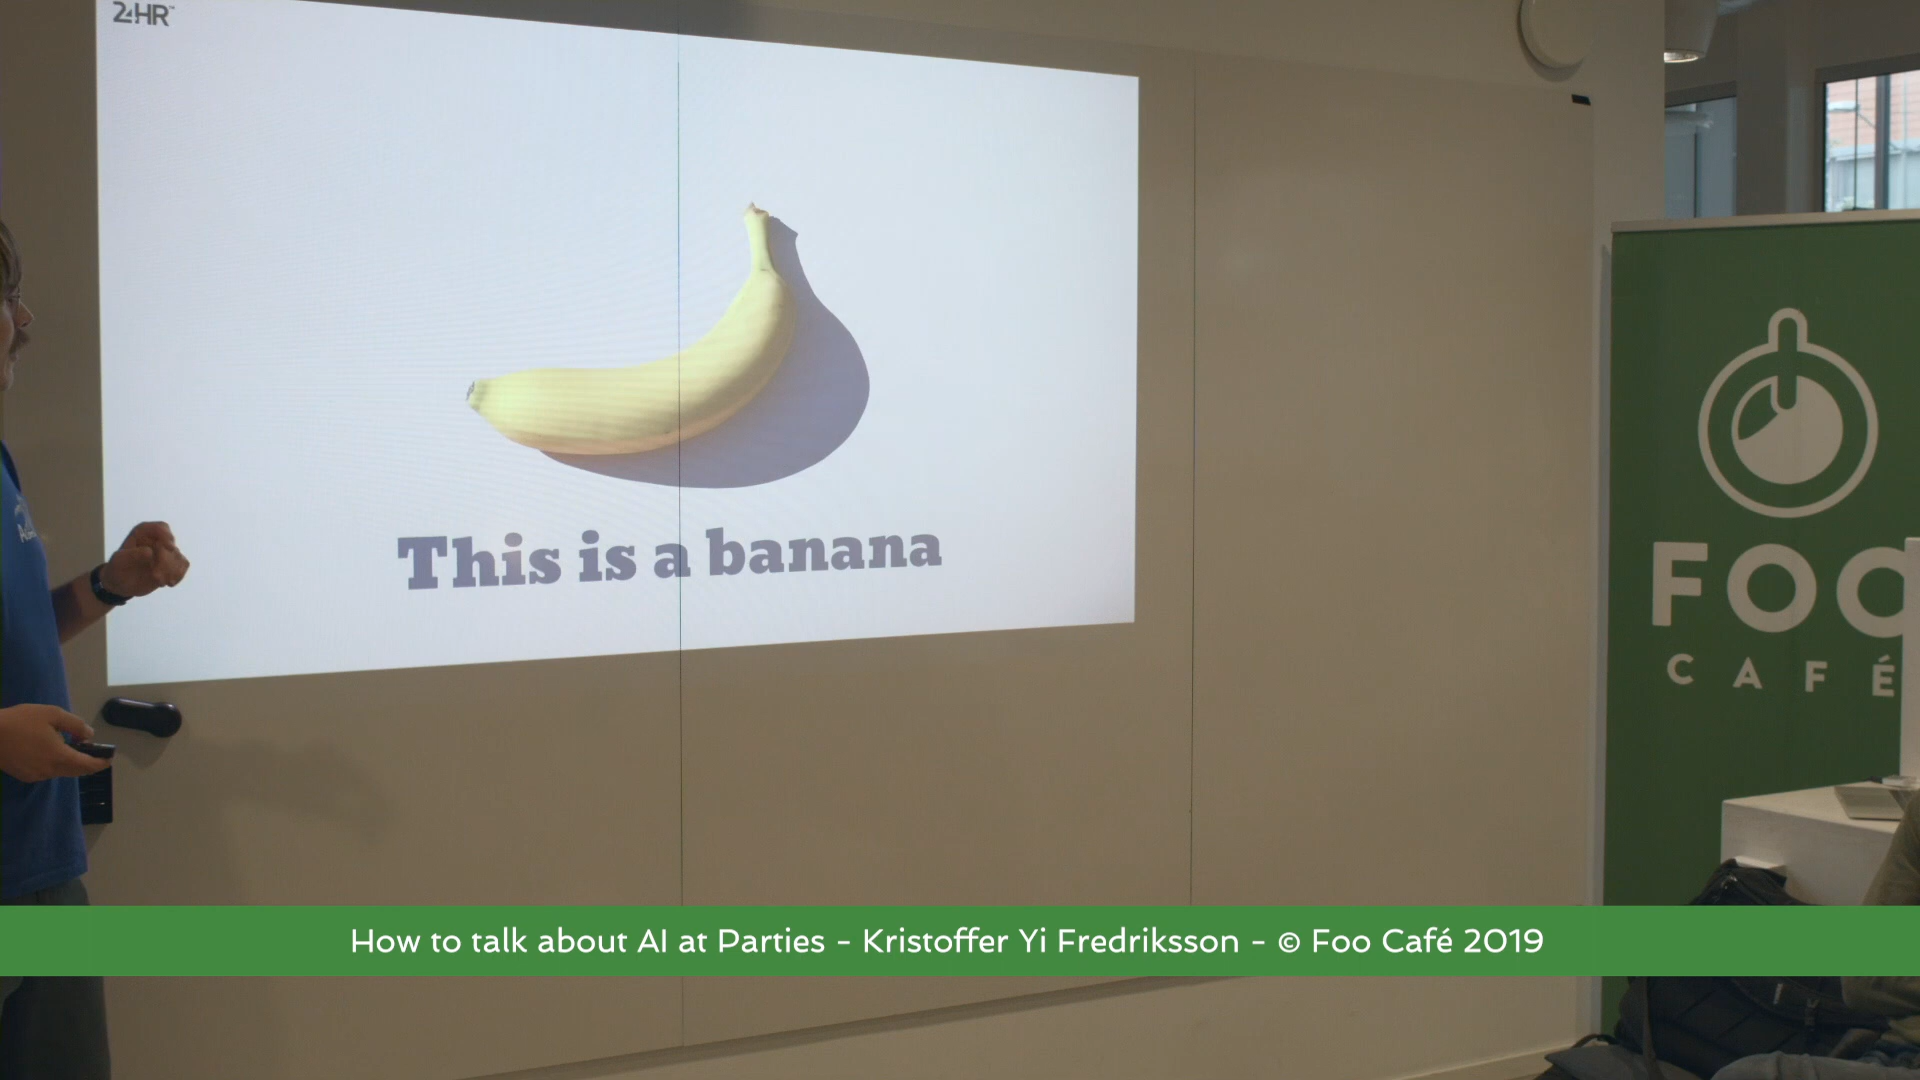 24HR
This is a banana
FOO
CAFÉ
How to talk about AI at Parties - Kristoffer Yi Fredriksson - © Foo Café 2019